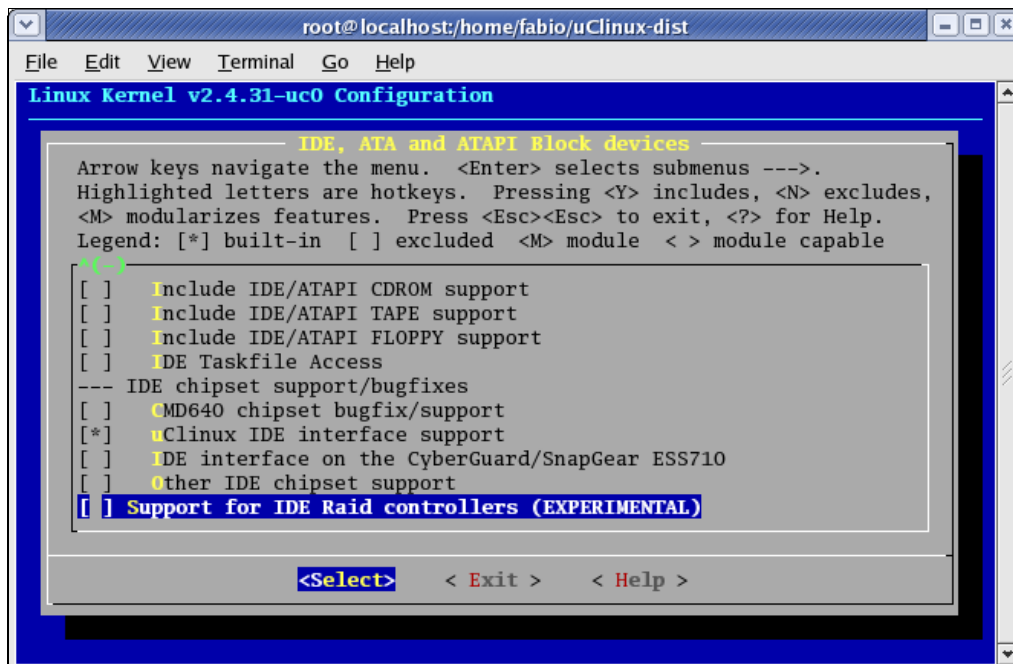 root@localhost:/home/fabio/uClinux-dist
File Edit View Terminal Go Help
Linux Kernel v2.4.31-uc0 Configuration
IDE, ATA and ATAPI Block devices
Arrow keys navigate the menu. <Enter> selects submenus --->.
Highlighted letters are hotkeys. Pressing <Y> includes, <N> excludes,
<M> modularizes features. Press <Esc><Esc> to exit, <?> for Help.
Legend: [*] built-in [ ] excluded <M> module < > module capable
^(-)
[ ] Include IDE/ATAPI CDROM support
[ ] Include IDE/ATAPI TAPE support
[ ] Include IDE/ATAPI FLOPPY support
[ ] IDE Taskfile Access
--- IDE chipset support/bugfixes
[ ] CMD640 chipset bugfix/support
[*] uClinux IDE interface support
[ ] IDE interface on the CyberGuard/SnapGear ESS710
[ ] Other IDE chipset support
[ ] Support for IDE Raid controllers (EXPERIMENTAL)
<Select> < Exit > < Help >